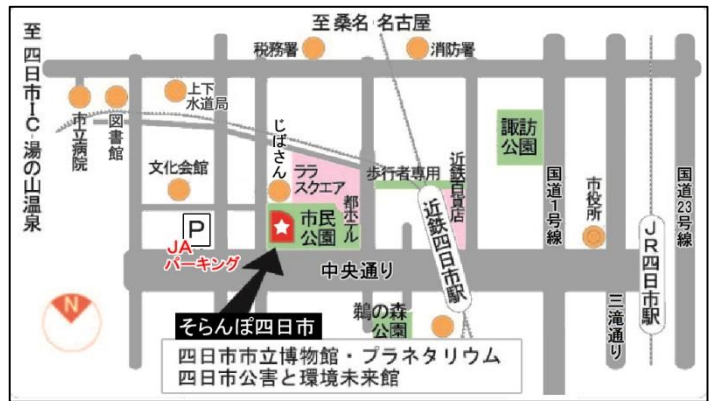 至 桑名 名古屋
税務署
消防署
至 四日市IC・湯の山温泉
市立病院
図書館
上下
水道局
じばさん
文化会館
ララ
スクエア
歩行者専用
近鉄百貨店
諏訪
公園
国道1号線
市役所
国道23号線
P
JA
パーキング
市民
公園
都ホテル
近鉄四日市駅
JR四日市駅
中央通り
三滝通り
N
そらんぽ四日市
鵜の森
公園
四日市市立博物館・プラネタリウム
四日市公害と環境未来館